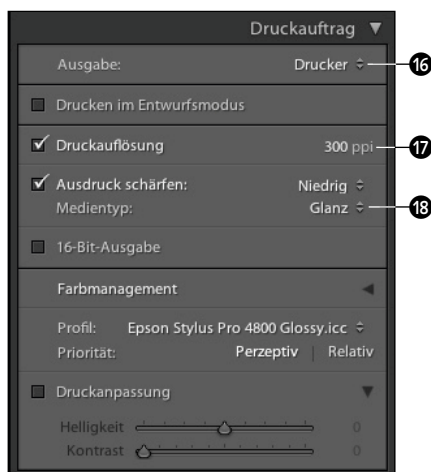 Druckauftrag
Ausgabe: Drucker 16
Drucken im Entwurfsmodus
Druckauflösung 300 ppi 17
Ausdruck schärfen: Niedrig
Medientyp: Glanz 18
16-Bit-Ausgabe
Farbmanagement
Profil: Epson Stylus Pro 4800 Glossy.icc
Priorität: Perzeptiv | Relativ
Druckanpassung
Helligkeit 0
Kontrast 0